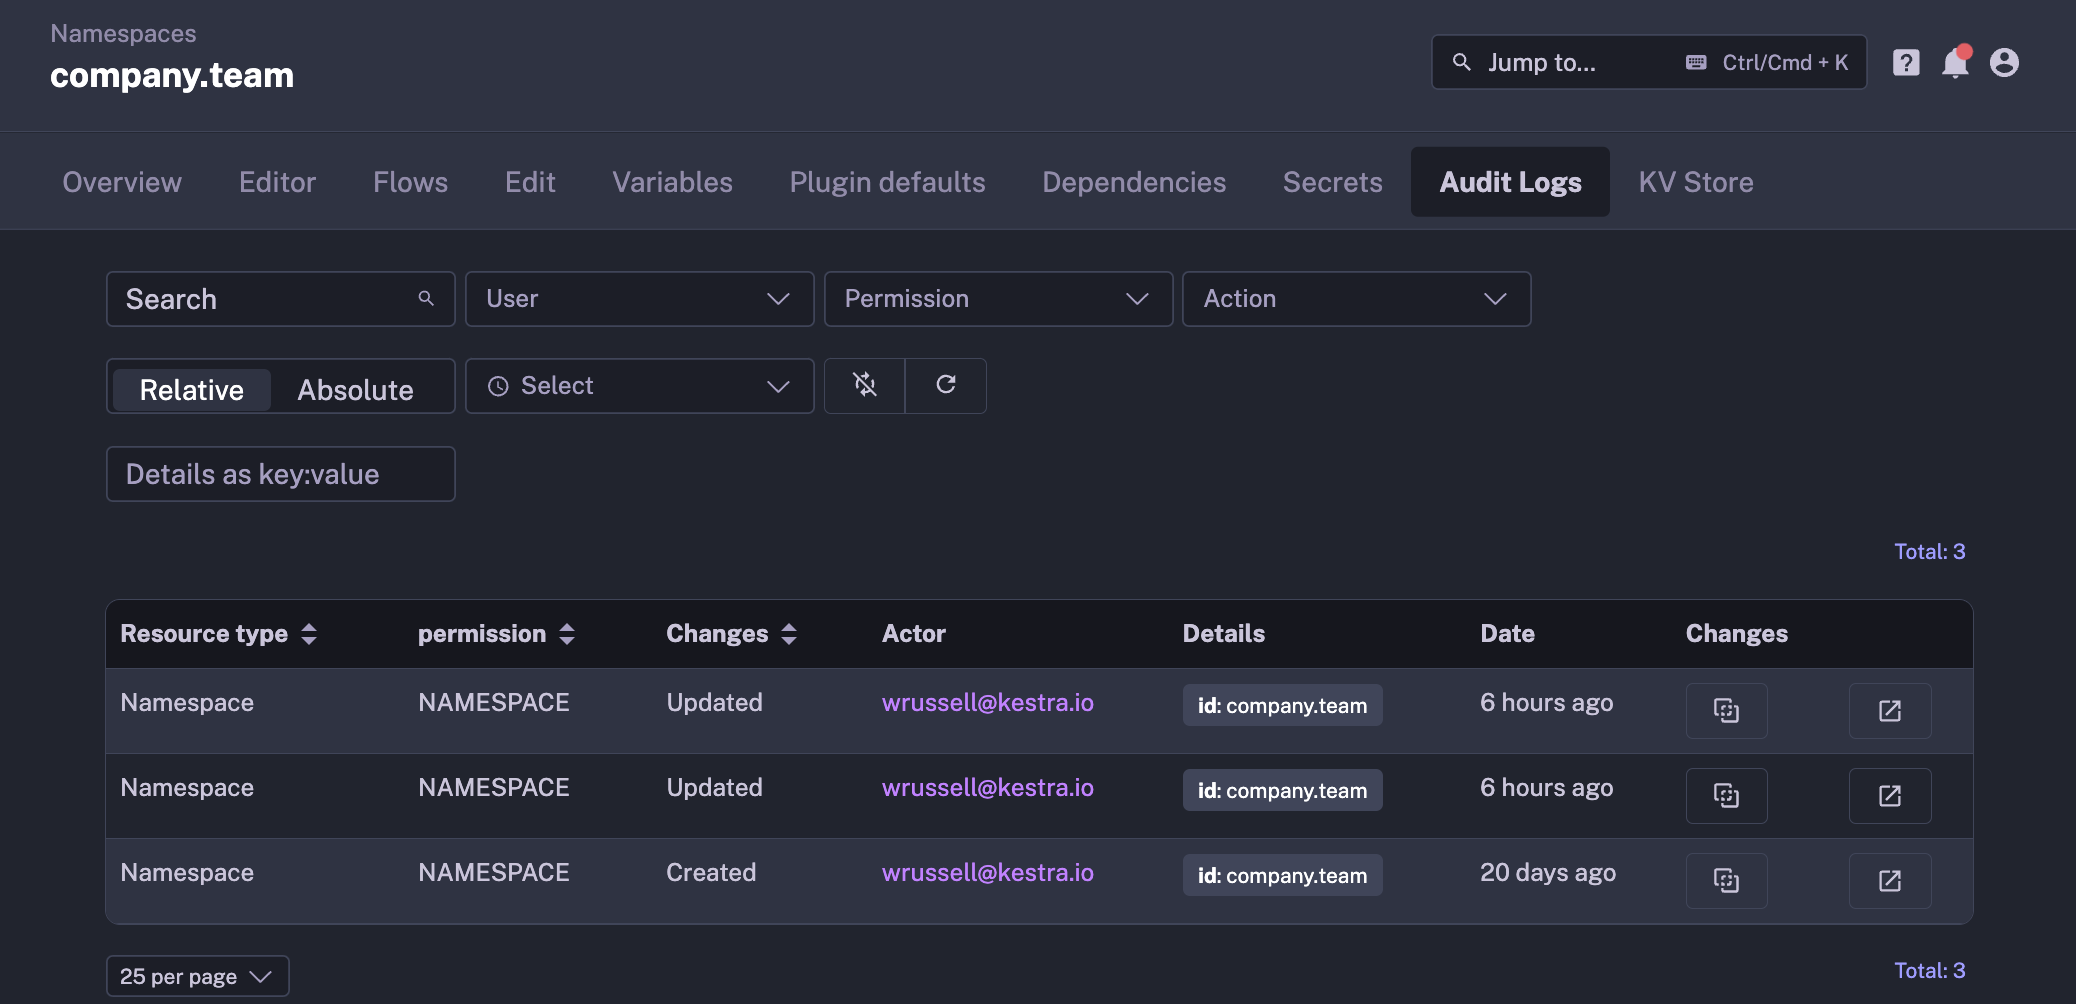 Namespaces
company.team
Jump to... Ctrl/Cmd + K
Overview Editor Flows Edit Variables Plugin defaults Dependencies Secrets Audit Logs KV Store
Search User Permission Action
Relative Absolute Select
Details as key:value
Total: 3
Resource type permission Changes Actor Details Date Changes
Namespace NAMESPACE Updated wrussell@kestra.io id: company.team 6 hours ago
Namespace NAMESPACE Updated wrussell@kestra.io id: company.team 6 hours ago
Namespace NAMESPACE Created wrussell@kestra.io id: company.team 20 days ago
25 per page Total: 3